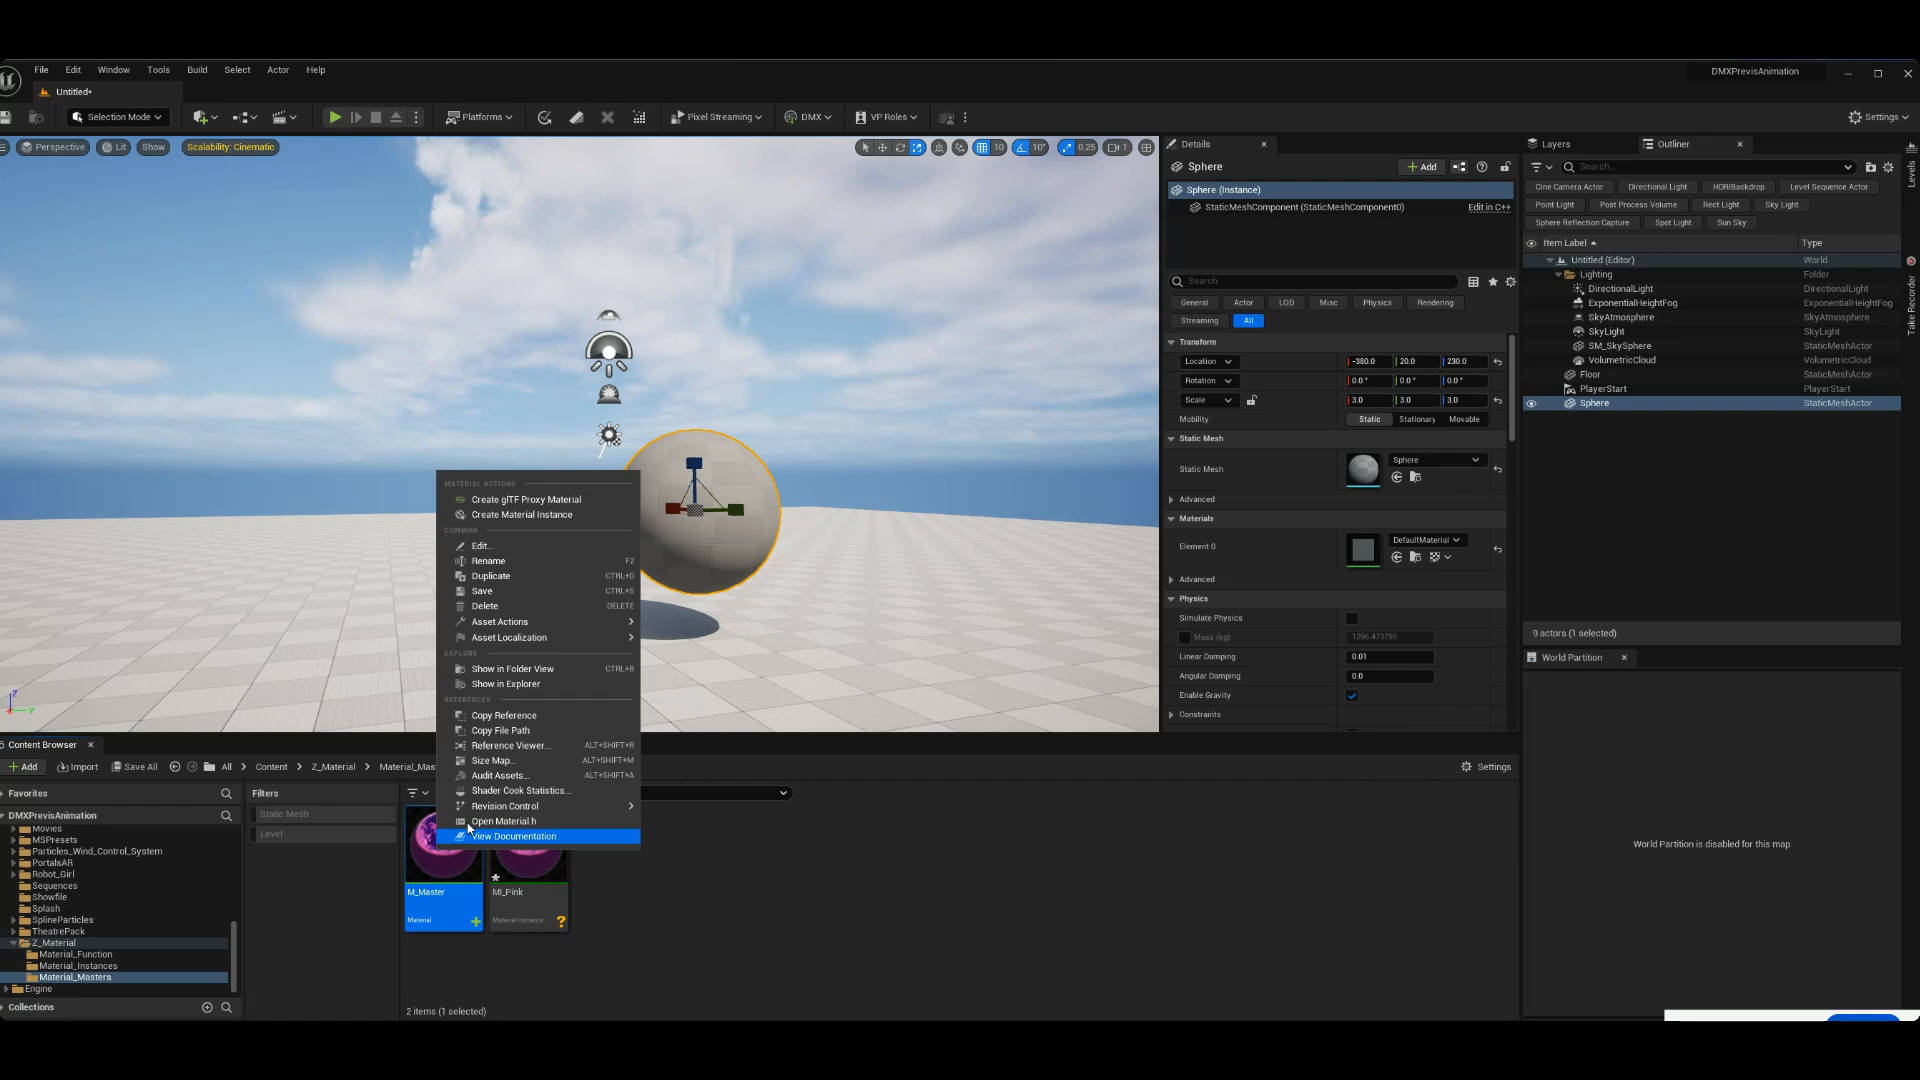 File Edit Window Tools Build Select Actor Help
DMXPrevisAnimation
Untitled•
Selection Mode
Platforms
Pixel Streaming
DMX
VP Roles
Settings
Perspective
Lit
Show
Scalability: Cinematic
10
10°
0.25
1
Details
Sphere
Add
Sphere (Instance)
StaticMeshComponent (StaticMeshComponent0)
Edit in C++
Search
General
Actor
LOD
Misc
Physics
Rendering
Streaming
All
Transform
Location
-380.0
20.0
230.0
Rotation
0.0 °
0.0 °
0.0 °
Scale
3.0
3.0
3.0
Mobility
Static
Stationary
Movable
Static Mesh
Static Mesh
Sphere
Advanced
Materials
Element 0
DefaultMaterial
Advanced
Physics
Simulate Physics
Mass (kg)
1296.473755
Linear Damping
0.01
Angular Damping
0.0
Enable Gravity
Constraints
Layers
Outliner
Search...
Cine Camera Actor
Directional Light
HDRIBackdrop
Level Sequence Actor
Point Light
Post Process Volume
Rect Light
Sky Light
Sphere Reflection Capture
Spot Light
Sun Sky
Item Label
Type
Untitled (Editor)
World
Lighting
Folder
DirectionalLight
DirectionalLight
ExponentialHeightFog
ExponentialHeightFog
SkyAtmosphere
SkyAtmosphere
SkyLight
SkyLight
SM_SkySphere
StaticMeshActor
VolumetricCloud
VolumetricCloud
Floor
StaticMeshActor
PlayerStart
PlayerStart
Sphere
StaticMeshActor
9 actors (1 selected)
World Partition
World Partition is disabled for this map
Levels
Take Recorder
MATERIAL ACTIONS
Create glTF Proxy Material
Create Material Instance
COMMON
Edit...
Rename
F2
Duplicate
CTRL+D
Save
CTRL+S
Delete
DELETE
Asset Actions
Asset Localization
EXPLORE
Show in Folder View
CTRL+B
Show in Explorer
REFERENCES
Copy Reference
Copy File Path
Reference Viewer...
ALT+SHIFT+R
Size Map...
ALT+SHIFT+M
Audit Assets...
ALT+SHIFT+A
Shader Cook Statistics...
Revision Control
Open Material.h
View Documentation
Content Browser
Add
Import
Save All
All
Content
Z_Material
Material_Mas
Settings
Favorites
DMXPrevisAnimation
Movies
MSPresets
Particles_Wind_Control_System
PortalsAR
Robot_Girl
Sequences
Showfile
Splash
SplineParticles
TheatrePack
Z_Material
Material_Function
Material_Instances
Material_Masters
Engine
Collections
Filters
Static Mesh
Level
M_Master
Material
MI_Pink
Material Instance
2 items (1 selected)